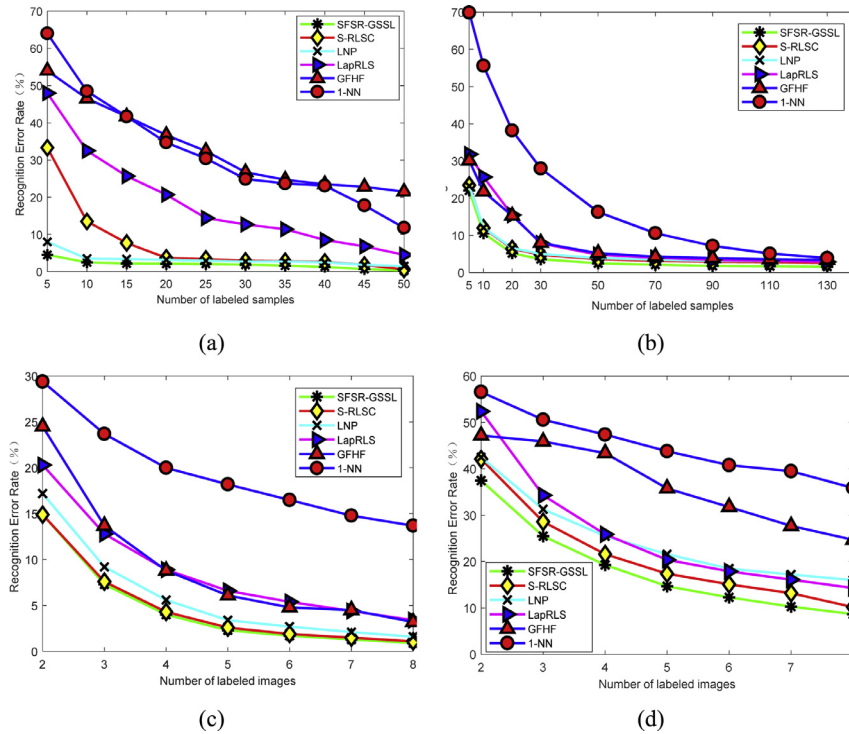 70
60
50
40
30
20
10
0
Recognition Error Rate (%)
5 10 15 20 25 30 35 40 45 50
Number of labeled samples
SFSR-GSSL
S-RLSC
LNP
LapRLS
GFHF
1-NN
(a)
70
60
50
40
30
20
10
0
5 10 20 30 50 70 90 110 130
Number of labeled samples
SFSR-GSSL
S-RLSC
LNP
LapRLS
GFHF
1-NN
(b)
30
25
20
15
10
5
0
Recognition Error Rate (%)
2 3 4 5 6 7 8
Number of labeled images
SFSR-GSSL
S-RLSC
LNP
LapRLS
GFHF
1-NN
(c)
60
50
40
30
20
10
0
Recognition Error Rate (%)
2 3 4 5 6 7
Number of labeled images
SFSR-GSSL
S-RLSC
LNP
LapRLS
GFHF
1-NN
(d)